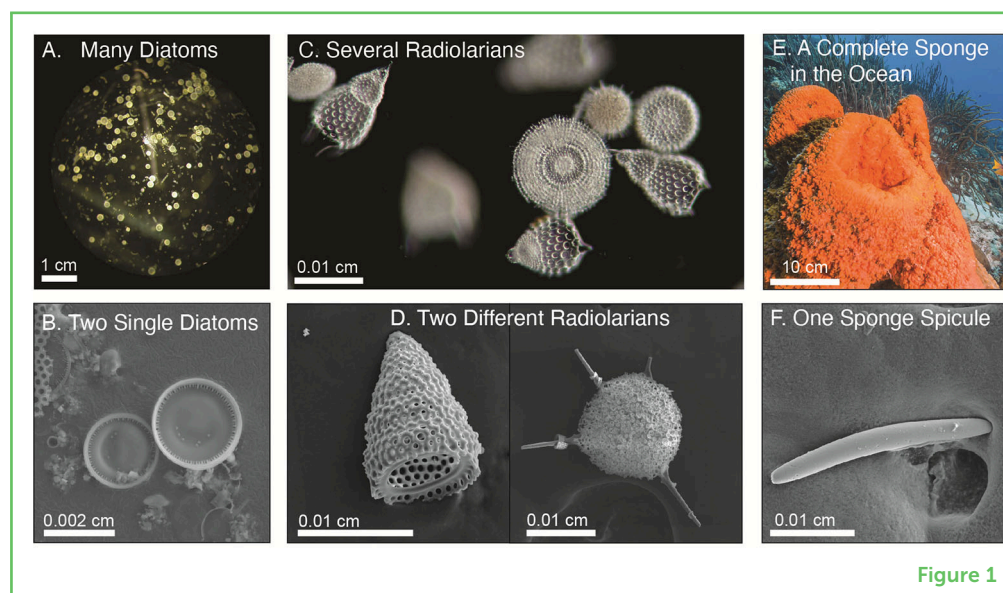 A. Many Diatoms
1 cm
B. Two Single Diatoms
0.002 cm
C. Several Radiolarians
0.01 cm
D. Two Different Radiolarians
0.01 cm
0.01 cm
E. A Complete Sponge
in the Ocean
10 cm
F. One Sponge Spicule
0.01 cm
Figure 1